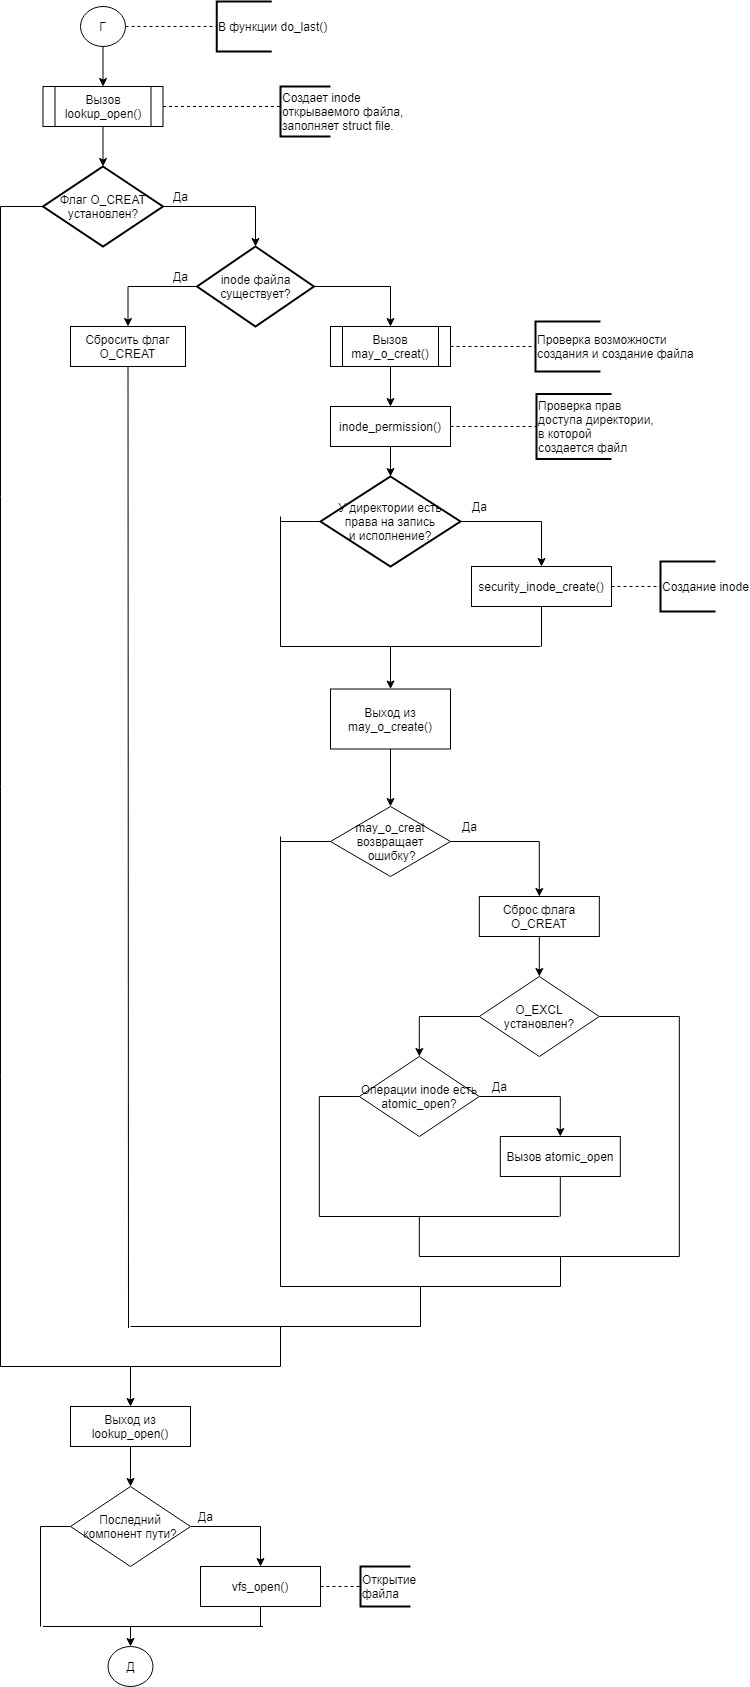 Г
В функции do_last()
Вызов
lookup_open()
Создает inode
открываемого файла,
заполняет struct file.
Флаг O_CREAT
установлен?
Да
inode файла
существует?
Да
Сбросить флаг
O_CREAT
Вызов
may_o_creat()
Проверка возможности
создания и создание файла
inode_permission()
Проверка прав
доступа директории,
в которой
создается файл
У директории есть
права на запись
и исполнение?
Да
security_inode_create()
Создание inode
Выход из
may_o_create()
may_o_creat
возвращает
ошибку?
Да
Сброс флага
O_CREAT
O_EXCL
установлен?
Операции inode есть
atomic_open?
Да
Вызов atomic_open
Выход из
lookup_open()
Последний
компонент пути?
Да
vfs_open()
Открытие
файла
Д